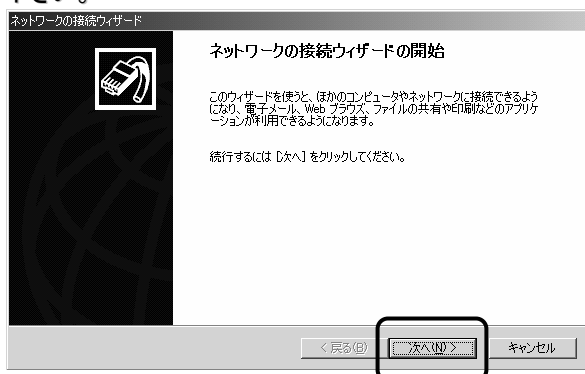 下さい。
ネットワークの接続ウィザード
ネットワークの接続ウィザードの開始
このウィザードを使うと、ほかのコンピュータやネットワークに接続できるよう
になり、電子メール、Web ブラウズ、ファイルの共有や印刷などのアプリケ
ーションが利用できるようになります。
続行するには [次へ] をクリックしてください。
< 戻る(B)
次へ(N) >
キャンセル